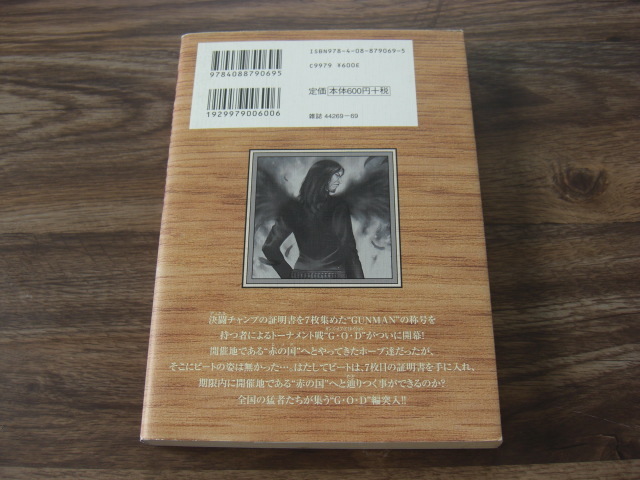 ISBN978-4-08-879069-5
C9979 ¥600E
9784088790695
定価 本体600円+税
雑誌 44269-69
1929979006006
決闘チャンプの証明書を7枚集めた“GUNMAN”の称号を
持つ者によるトーナメント戦“G・O・D”がついに開幕!
開催地である“赤の国”へとやってきたホープ達だったが、
そこにビートの姿は無かった…。はたしてビートは、7枚目の証明書を手に入れ、
期限内に開催地である“赤の国”へと辿りつく事ができるのか?
全国の猛者たちが集う“G・O・D”編突入!!